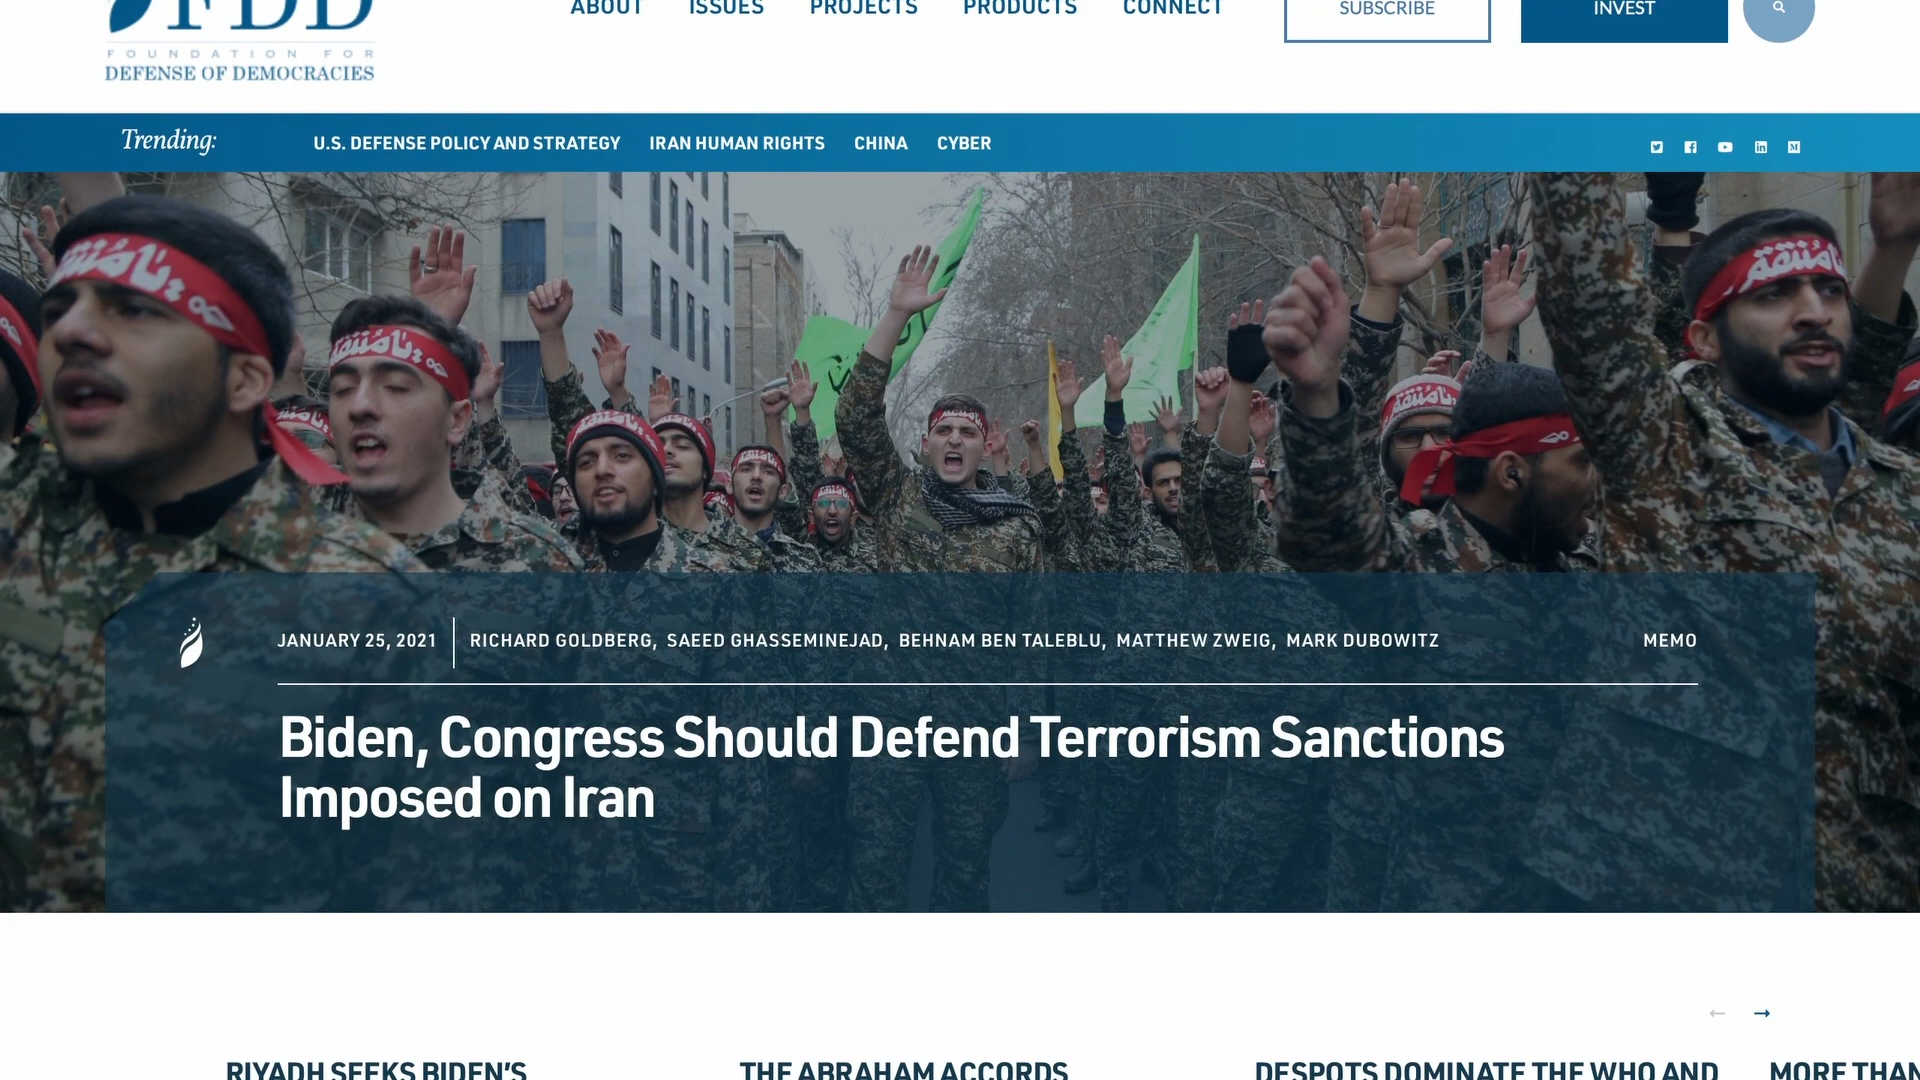 FDD
FOUNDATION FOR
DEFENSE OF DEMOCRACIES
ABOUT ISSUES PROJECTS PRODUCTS CONNECT SUBSCRIBE INVEST
Trending: U.S. DEFENSE POLICY AND STRATEGY IRAN HUMAN RIGHTS CHINA CYBER
JANUARY 25, 2021 RICHARD GOLDBERG, SAEED GHASSEMINEJAD, BEHNAM BEN TALEBLU, MATTHEW ZWEIG, MARK DUBOWITZ MEMO
Biden, Congress Should Defend Terrorism Sanctions
Imposed on Iran
RIYADH SEEKS BIDEN'S THE ABRAHAM ACCORDS DESPOTS DOMINATE THE WHO AND MORE THAN